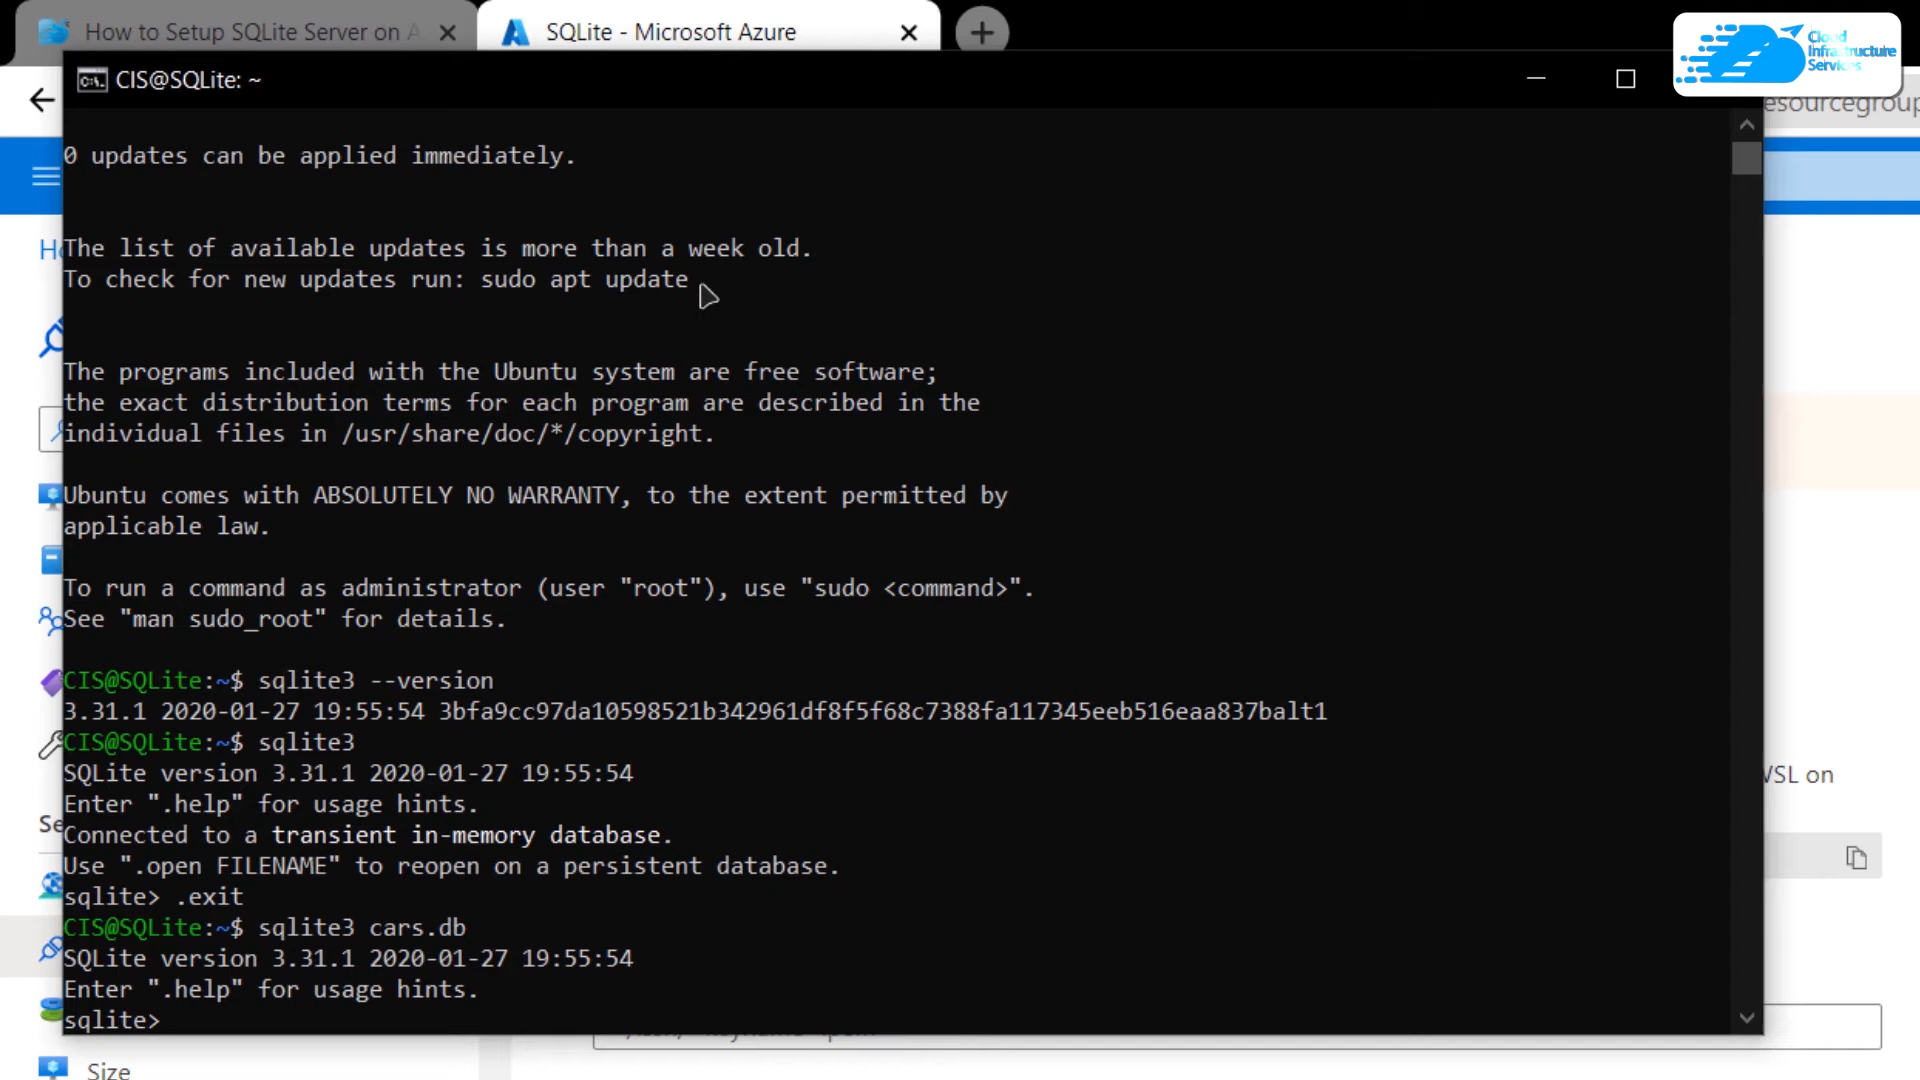 How to Setup SQLite Server on A
SQLite - Microsoft Azure
Cloud
Infrastructure
Services
CIS@SQLite: ~
esourcegroup
0 updates can be applied immediately.
The list of available updates is more than a week old.
To check for new updates run: sudo apt update
The programs included with the Ubuntu system are free software;
the exact distribution terms for each program are described in the
individual files in /usr/share/doc/*/copyright.
Ubuntu comes with ABSOLUTELY NO WARRANTY, to the extent permitted by
applicable law.
To run a command as administrator (user "root"), use "sudo <command>".
See "man sudo_root" for details.
CIS@SQLite:~$ sqlite3 --version
3.31.1 2020-01-27 19:55:54 3bfa9cc97da10598521b342961df8f5f68c7388fa117345eeb516eaa837balt1
CIS@SQLite:~$ sqlite3
SQLite version 3.31.1 2020-01-27 19:55:54
Enter ".help" for usage hints.
Connected to a transient in-memory database.
Use ".open FILENAME" to reopen on a persistent database.
sqlite> .exit
CIS@SQLite:~$ sqlite3 cars.db
SQLite version 3.31.1 2020-01-27 19:55:54
Enter ".help" for usage hints.
sqlite>
Ho
Se
WSL on
Size